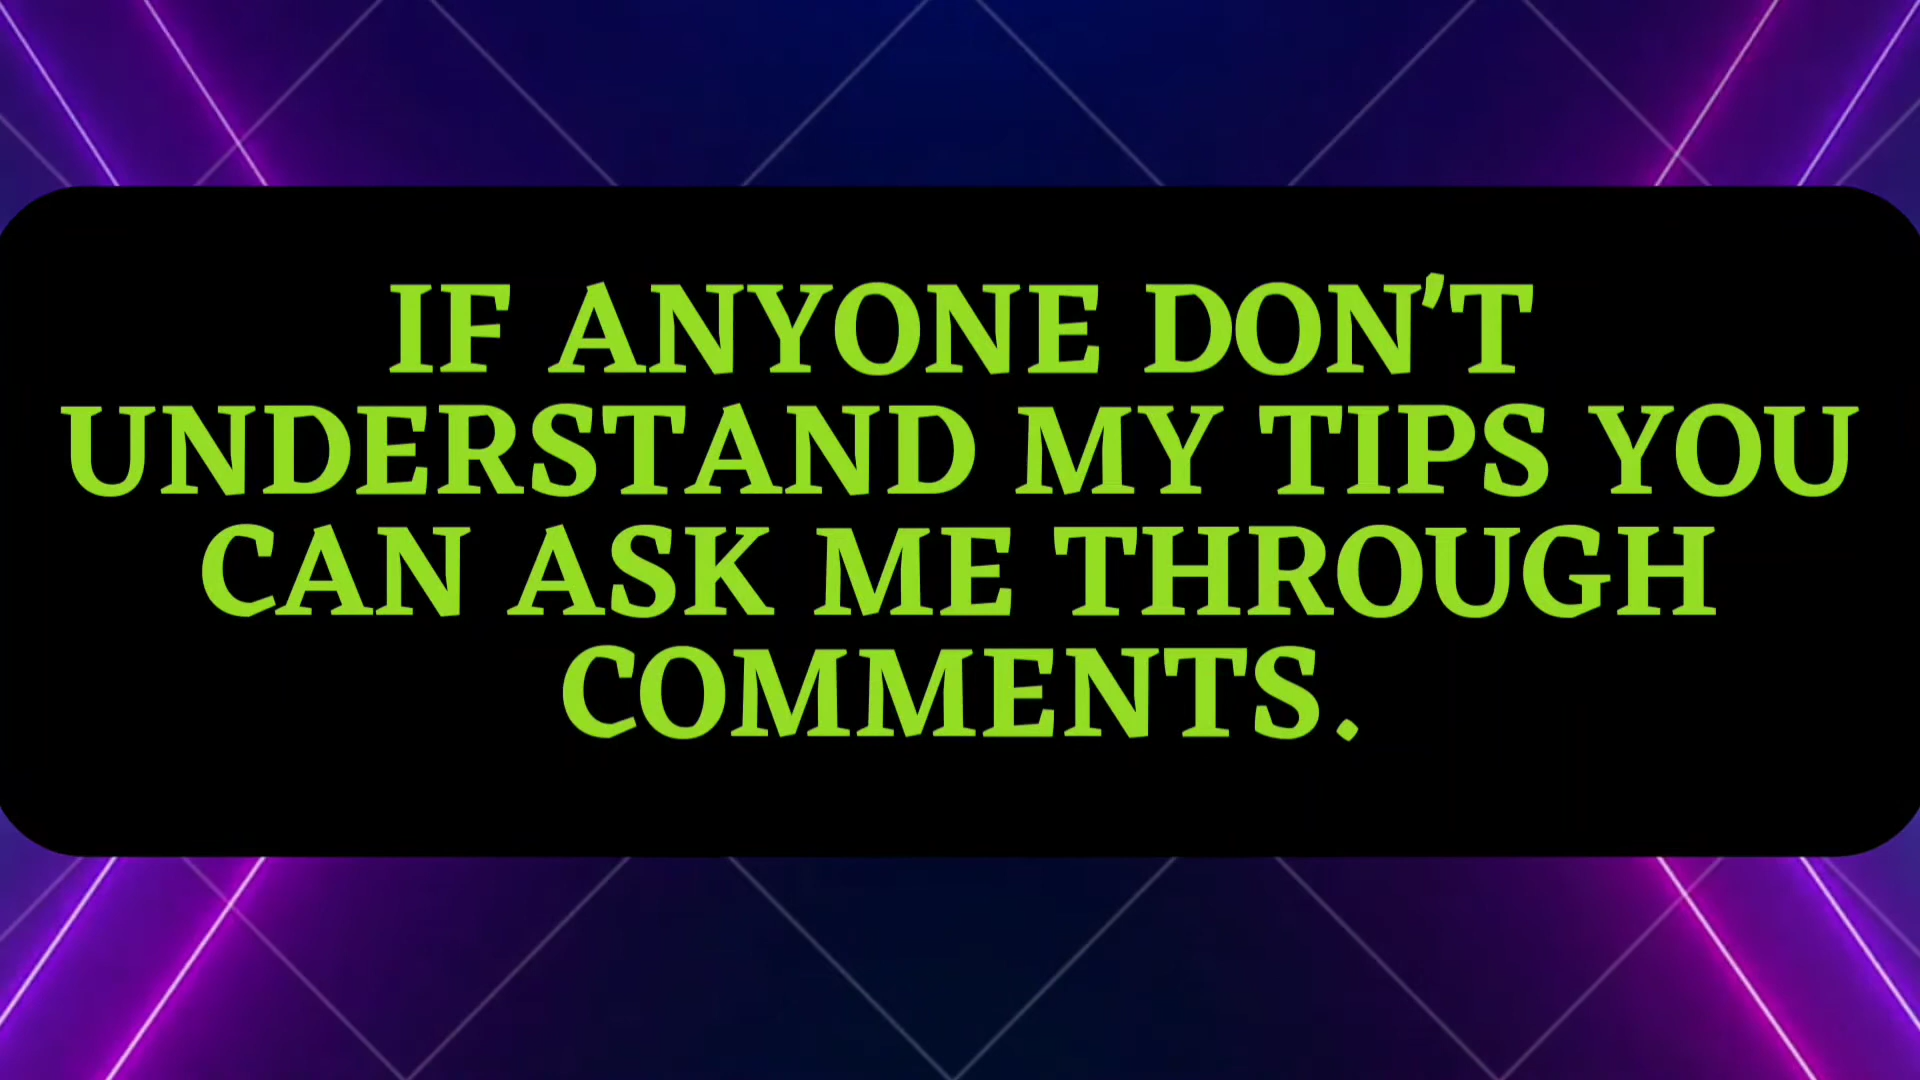 IF ANYONE DON'T
UNDERSTAND MY TIPS YOU
CAN ASK ME THROUGH
COMMENTS.